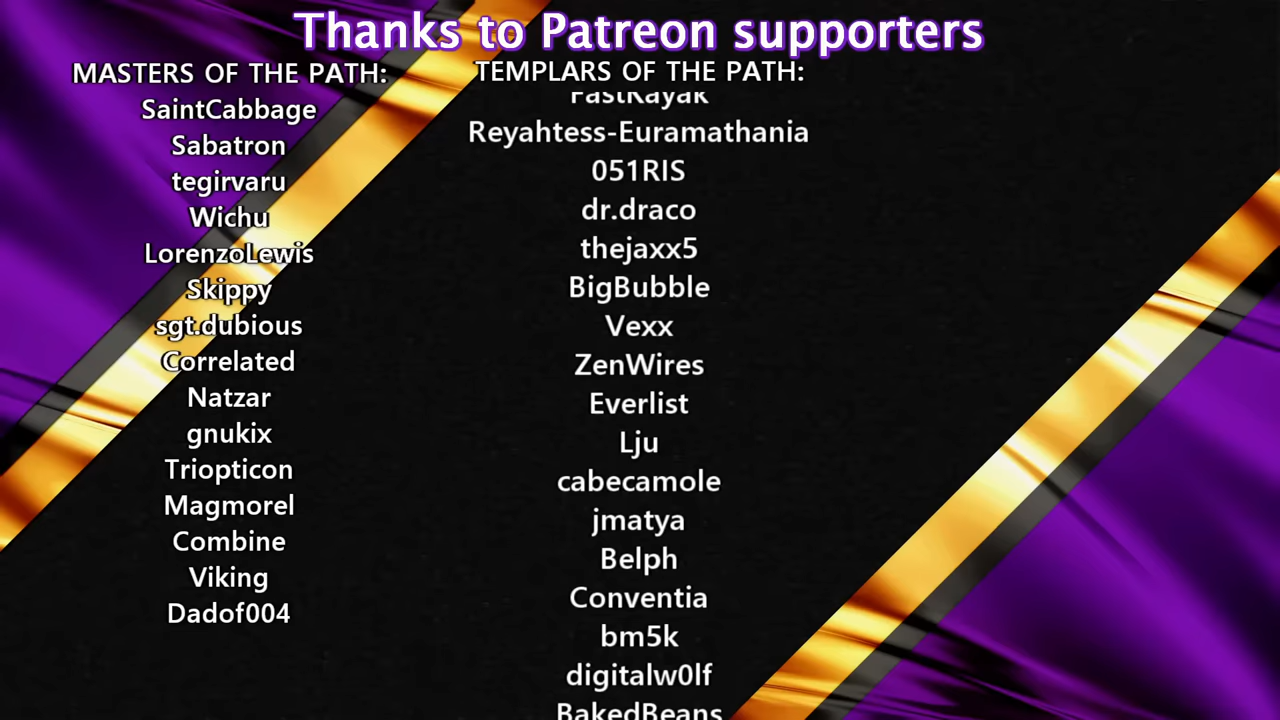 Thanks to Patreon supporters
MASTERS OF THE PATH:
SaintCabbage
Sabatron
tegirvaru
Wichu
LorenzoLewis
Skippy
sgt.dubious
Correlated
Natzar
gnukix
Triopticon
Magmorel
Combine
Viking
Dadof004
TEMPLARS OF THE PATH:
FastKayak
Reyahtess-Euramathania
051RIS
dr.draco
thejaxx5
BigBubble
Vexx
ZenWires
Everlist
Lju
cabecamole
jmatya
Belph
Conventia
bm5k
digitalw0lf
BakedBeans